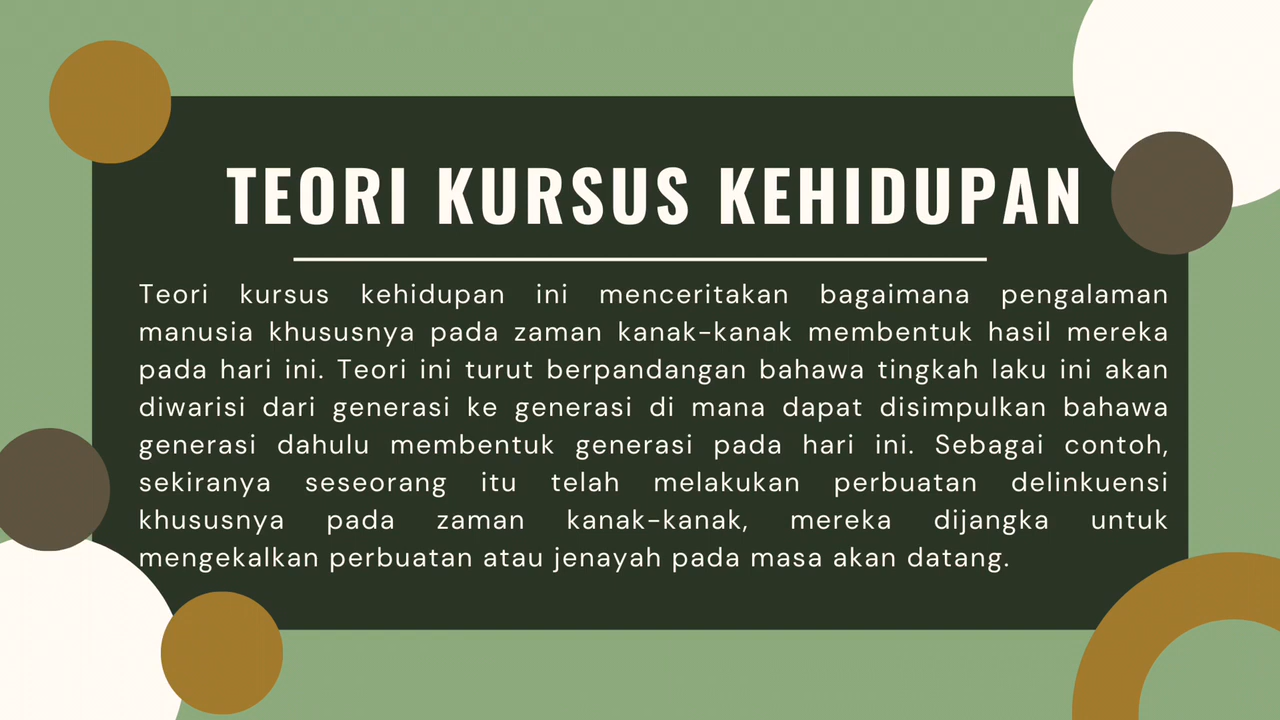 TEORI KURSUS KEHIDUPAN
Teori kursus kehidupan ini menceritakan bagaimana pengalaman
manusia khususnya pada zaman kanak-kanak membentuk hasil mereka
pada hari ini. Teori ini turut berpandangan bahawa tingkah laku ini akan
diwarisi dari generasi ke generasi di mana dapat disimpulkan bahawa
generasi dahulu membentuk generasi pada hari ini. Sebagai contoh,
sekiranya seseorang itu telah melakukan perbuatan delinkuensi
khususnya pada zaman kanak-kanak, mereka dijangka untuk
mengekalkan perbuatan atau jenayah pada masa akan datang.